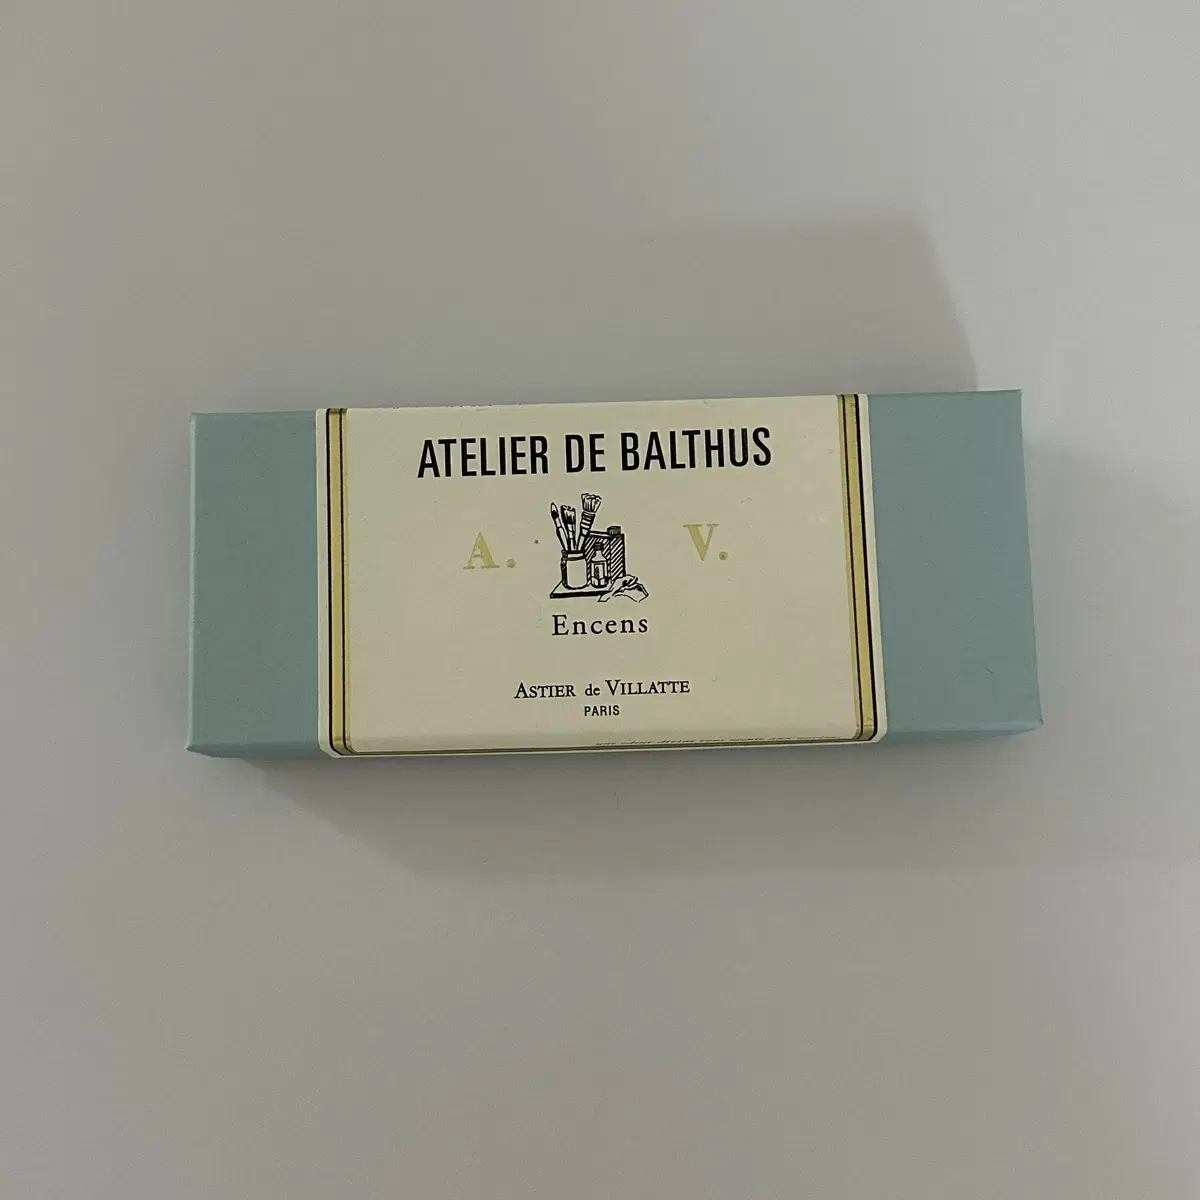 ATELIER DE BALTHUS
A. V.
Encens
ASTIER de VILLATTE
PARIS